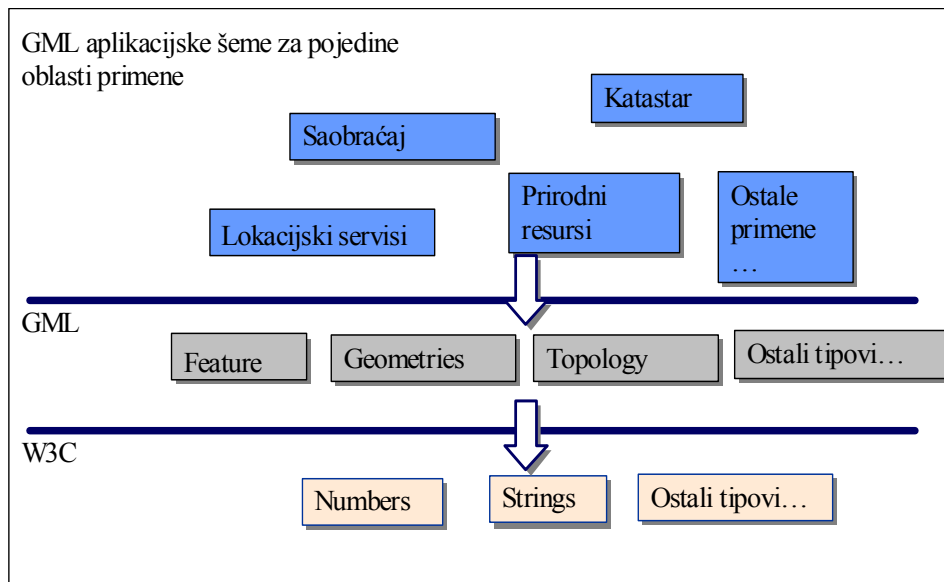 GML aplikacijske šeme za pojedine
oblasti primene
Katastar
Saobraćaj
Prirodni
resursi
Ostale
primene
…
Lokacijski servisi
GML
Feature
Geometries
Topology
Ostali tipovi…
W3C
Numbers
Strings
Ostali tipovi…